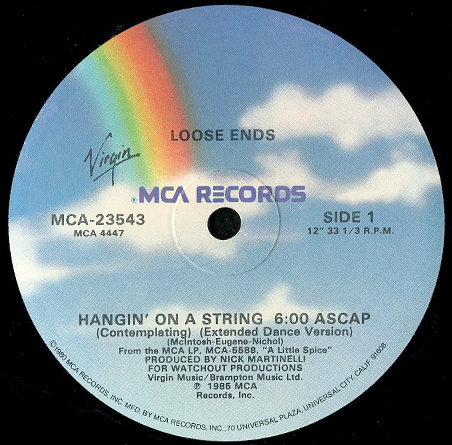 LOOSE ENDS
Virgin
MCA RECORDS
MCA-23543
MCA 4447
SIDE 1
12" 33 1/3 R.P.M.
HANGIN' ON A STRING 6:00 ASCAP
(Contemplating) (Extended Dance Version)
(McIntosh-Eugene-Nichol)
From the MCA LP, MCA-5588, "A Little Spice"
PRODUCED BY NICK MARTINELLI
FOR WATCHOUT PRODUCTIONS
Virgin Music/Brampton Music Ltd.
℗ 1985 MCA
Records, Inc.
©1980 MCA RECORDS, INC. MFD. BY MCA RECORDS, INC., 70 UNIVERSAL PLAZA, UNIVERSAL CITY, CALIF. 91608